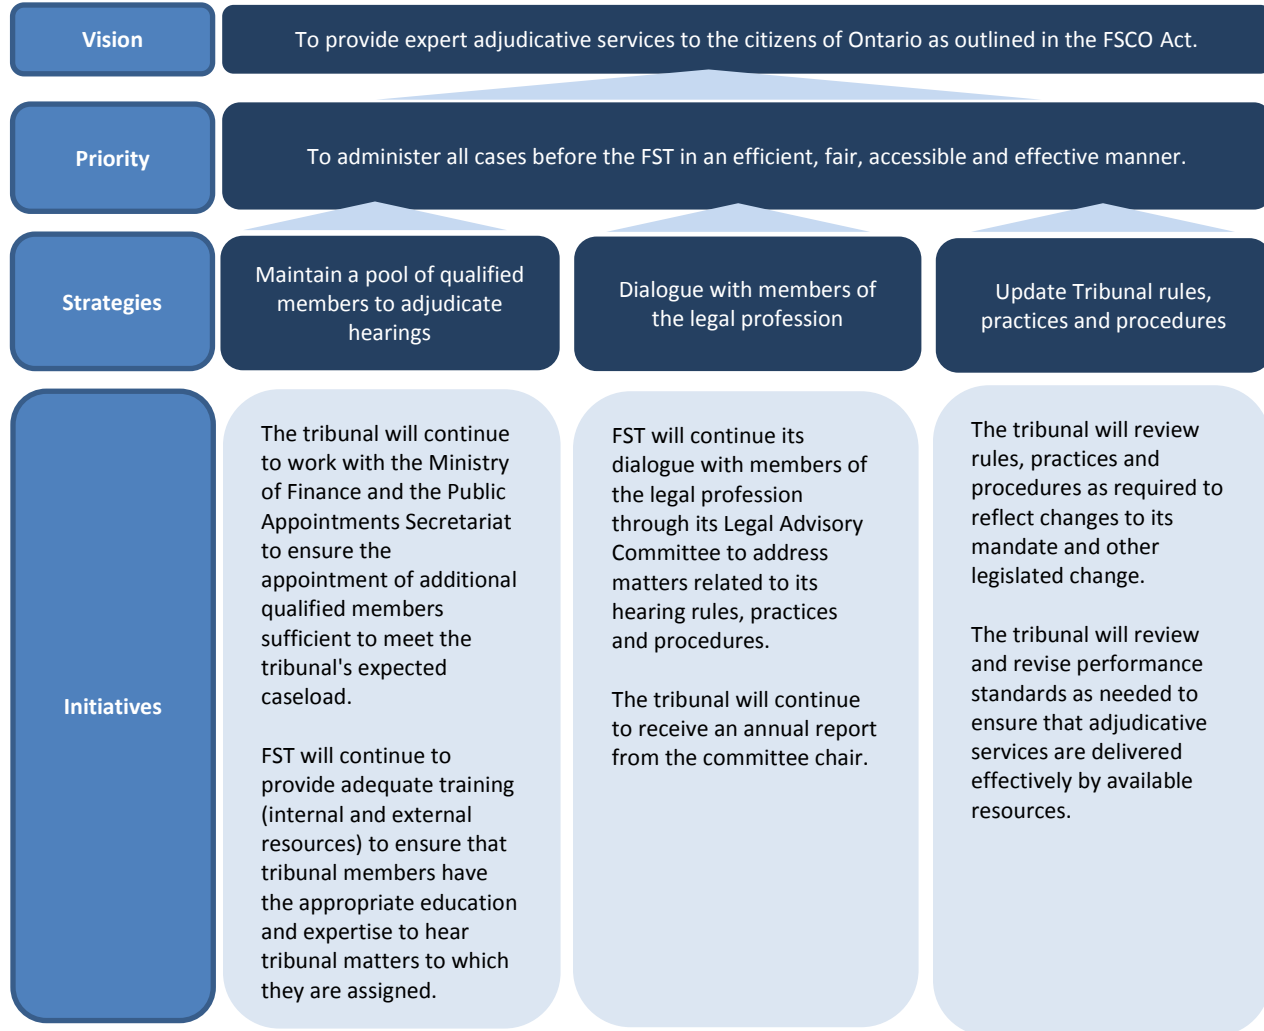 Vision
To provide expert adjudicative services to the citizens of Ontario as outlined in the FSCO Act.
Priority
To administer all cases before the FST in an efficient, fair, accessible and effective manner.
Strategies
Maintain a pool of qualified
members to adjudicate
hearings
Dialogue with members of
the legal profession
Update Tribunal rules,
practices and procedures
Initiatives
The tribunal will continue
to work with the Ministry
of Finance and the Public
Appointments Secretariat
to ensure the
appointment of additional
qualified members
sufficient to meet the
tribunal's expected
caseload.
FST will continue to
provide adequate training
(internal and external
resources) to ensure that
tribunal members have
the appropriate education
and expertise to hear
tribunal matters to which
they are assigned.
FST will continue its
dialogue with members of
the legal profession
through its Legal Advisory
Committee to address
matters related to its
hearing rules, practices
and procedures.
The tribunal will continue
to receive an annual report
from the committee chair.
The tribunal will review
rules, practices and
procedures as required to
reflect changes to its
mandate and other
legislated change.
The tribunal will review
and revise performance
standards as needed to
ensure that adjudicative
services are delivered
effectively by available
resources.